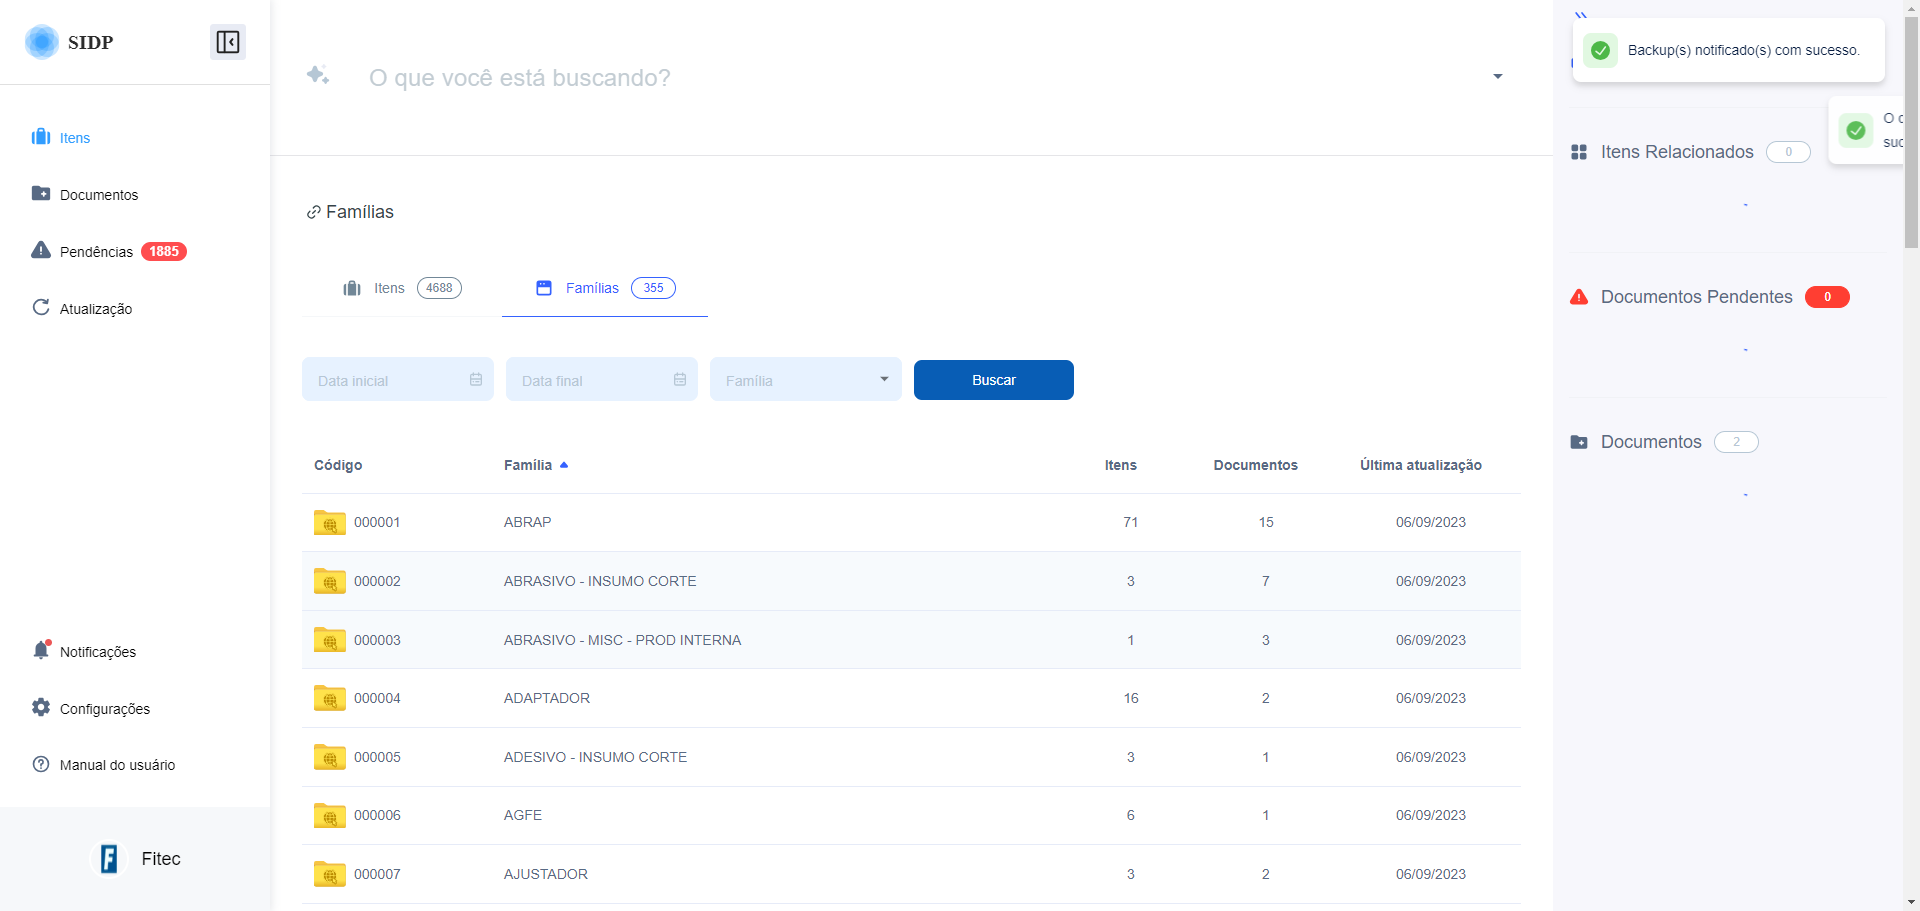 SIDP
Itens
Documentos
Pendências 1885
Atualização
Notificações
Configurações
Manual do usuário
Fitec
O que você está buscando?
Famílias
Itens 4688
Famílias 355
Data inicial
Data final
Família
Buscar
Código Família Itens Documentos Última atualização
000001 ABRAP 71 15 06/09/2023
000002 ABRASIVO - INSUMO CORTE 3 7 06/09/2023
000003 ABRASIVO - MISC - PROD INTERNA 1 3 06/09/2023
000004 ADAPTADOR 16 2 06/09/2023
000005 ADESIVO - INSUMO CORTE 3 1 06/09/2023
000006 AGFE 6 1 06/09/2023
000007 AJUSTADOR 3 2 06/09/2023
Backup(s) notificado(s) com sucesso.
O
suc
Itens Relacionados 0
Documentos Pendentes 0
Documentos 2